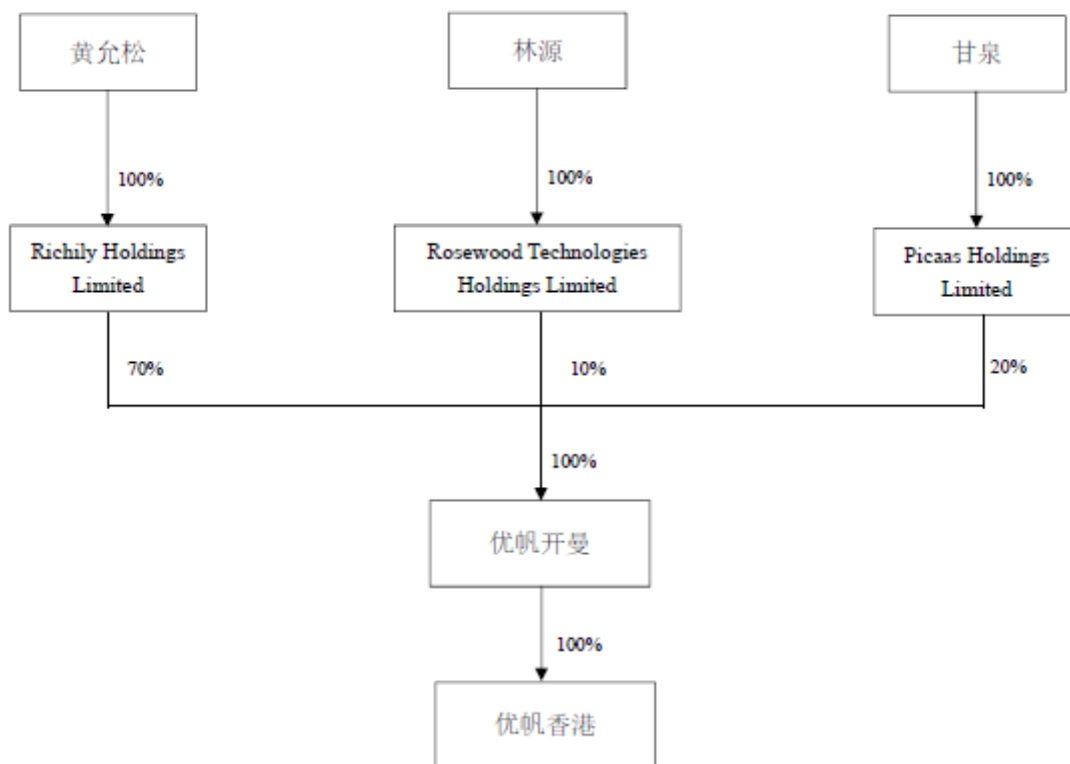 黄允松
林源
甘泉
100%
100%
100%
Richily Holdings
Limited
Rosewood Technologies
Holdings Limited
Picaas Holdings
Limited
70%
10%
20%
100%
优帆开曼
100%
优帆香港